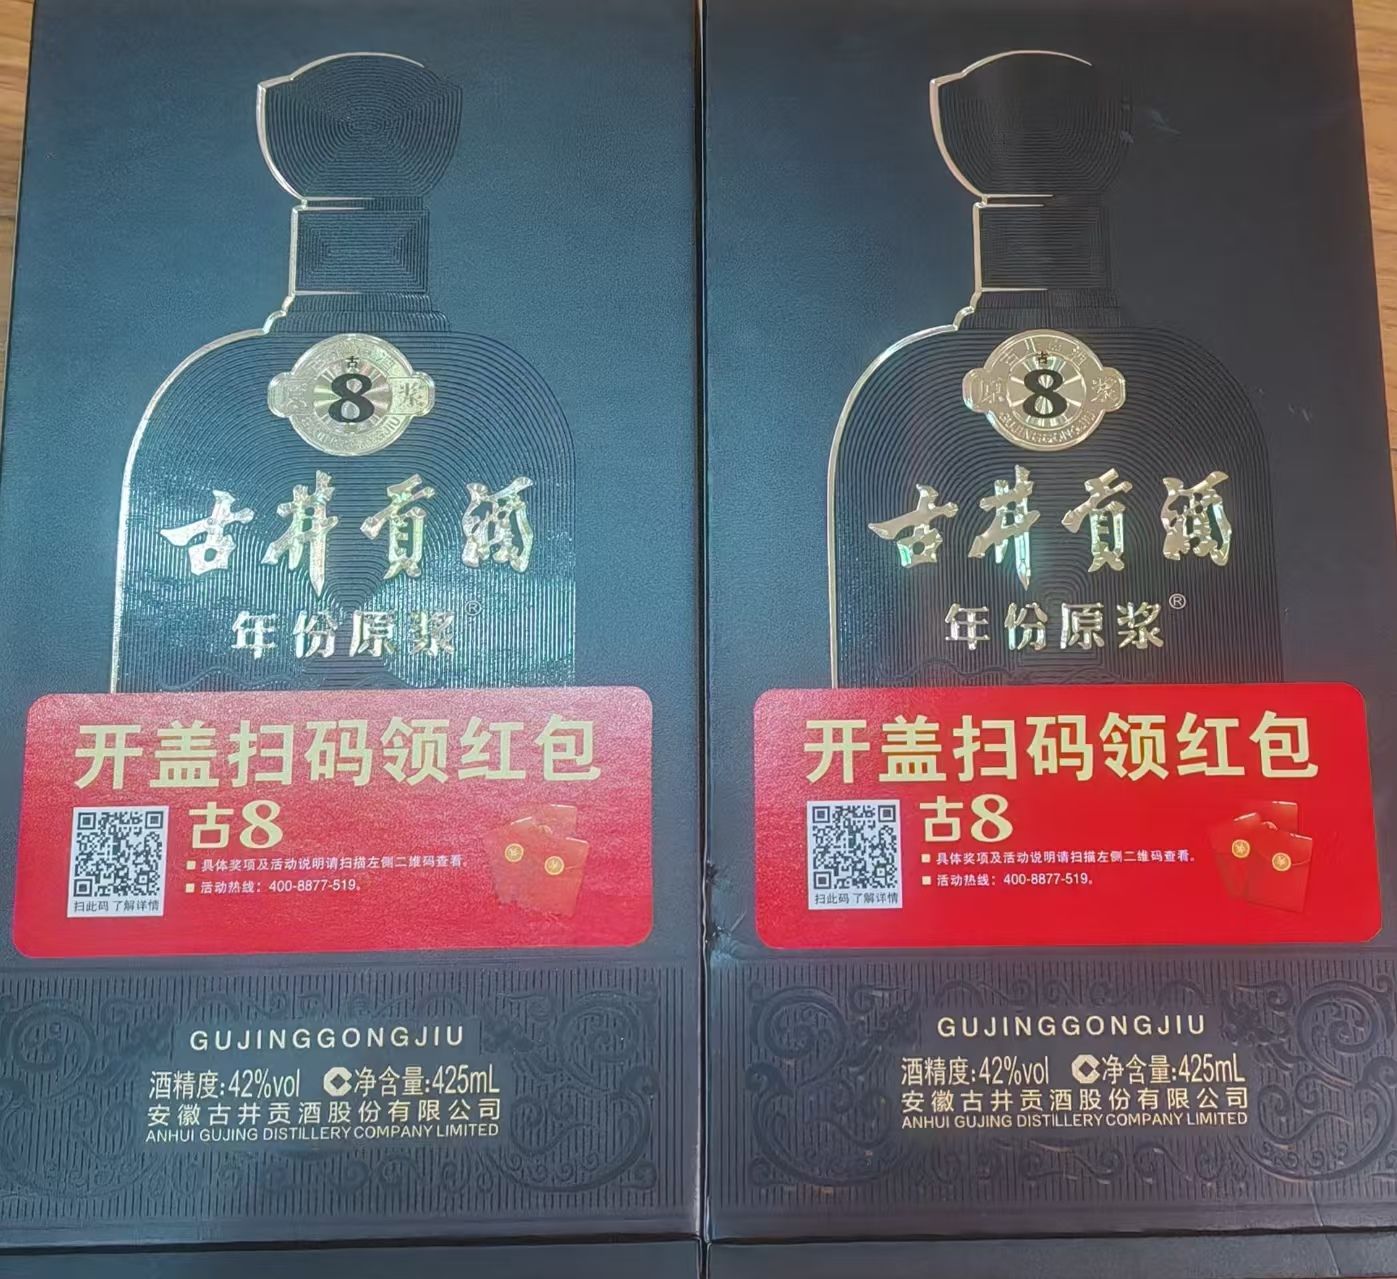 古
8
原 浆
古井贡酒
年份原浆®
开盖扫码领红包
古8
具体奖项及活动说明请扫描左侧二维码查看。
活动热线：400-8877-519。
扫此码 了解详情
GUJINGGONGJIU
酒精度:42%vol 净含量:425mL
安徽古井贡酒股份有限公司
ANHUI GUJING DISTILLERY COMPANY LIMITED
古井贡酒
古
8
原 浆
GUJINGGONGJIU
古井贡酒
年份原浆®
开盖扫码领红包
古8
具体奖项及活动说明请扫描左侧二维码查看。
活动热线：400-8877-519。
扫此码 了解详情
GUJINGGONGJIU
酒精度:42%vol 净含量:425mL
安徽古井贡酒股份有限公司
ANHUI GUJING DISTILLERY COMPANY LIMITED